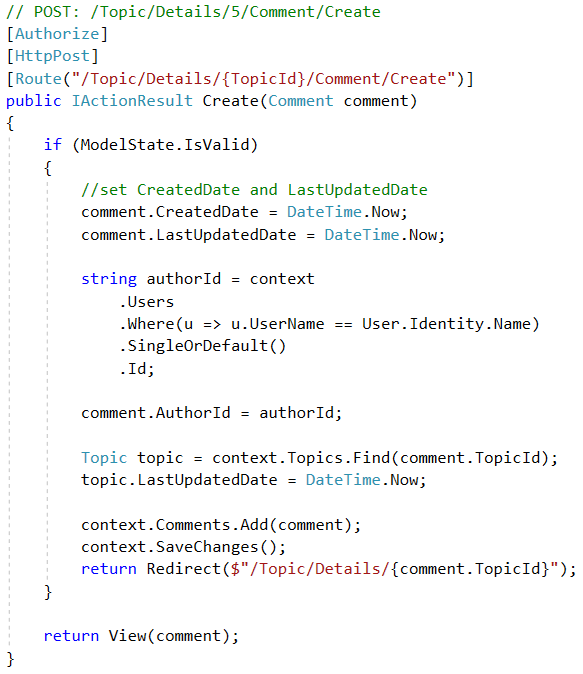 // POST: /Topic/Details/5/Comment/Create
[Authorize]
[HttpPost]
[Route("/Topic/Details/{TopicId}/Comment/Create")]
public IActionResult Create(Comment comment)
{
    if (ModelState.IsValid)
    {
        //set CreatedDate and LastUpdatedDate
        comment.CreatedDate = DateTime.Now;
        comment.LastUpdatedDate = DateTime.Now;

        string authorId = context
            .Users
            .Where(u => u.UserName == User.Identity.Name)
            .SingleOrDefault()
            .Id;

        comment.AuthorId = authorId;

        Topic topic = context.Topics.Find(comment.TopicId);
        topic.LastUpdatedDate = DateTime.Now;

        context.Comments.Add(comment);
        context.SaveChanges();
        return Redirect($"/Topic/Details/{comment.TopicId}");
    }

    return View(comment);
}